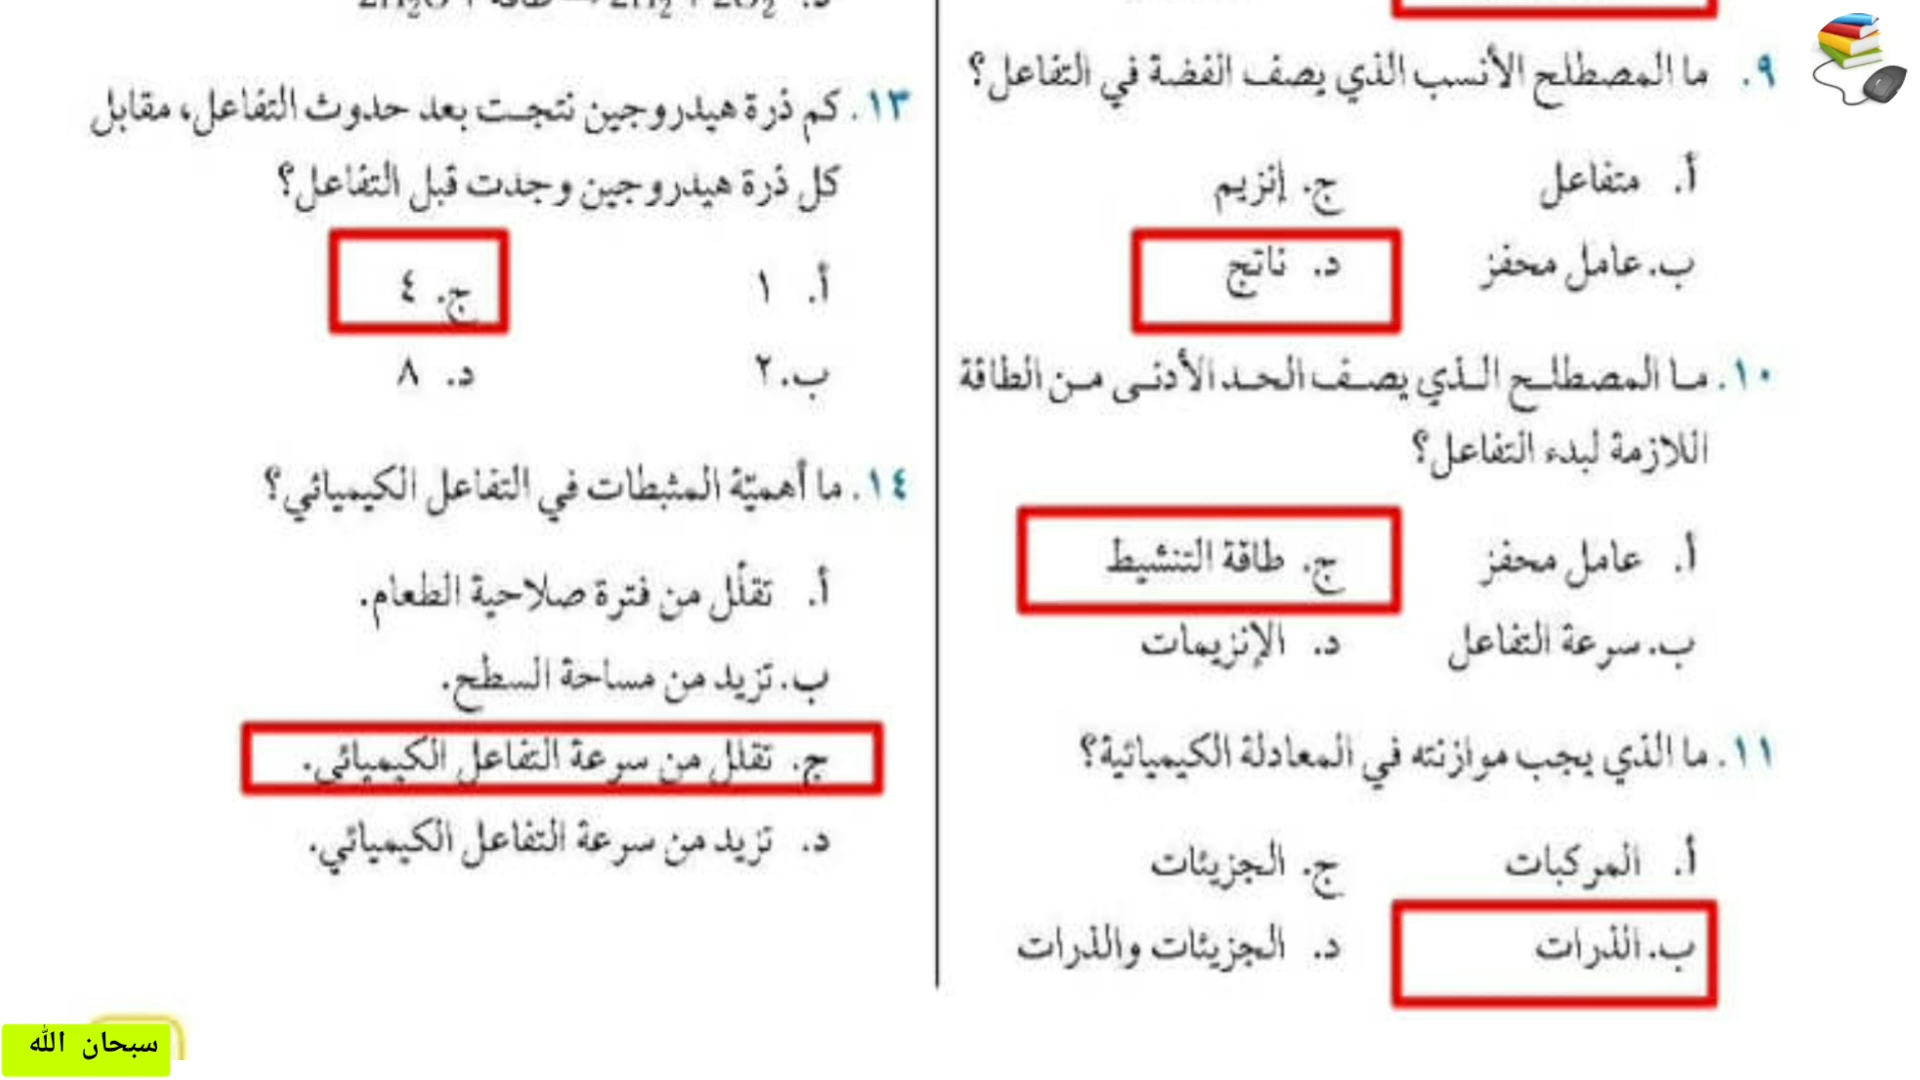 ٩. ما المصطلح الأنسب الذي يصف الفضة في التفاعل؟
أ. متفاعل ج. إنزيم
ب. عامل محفز د. ناتج
١٠. ما المصطلح الذي يصف الحد الأدنى من الطاقة
اللازمة لبدء التفاعل؟
أ. عامل محفز ج. طاقة التنشيط
ب. سرعة التفاعل د. الإنزيمات
١١. ما الذي يجب موازنته في المعادلة الكيميائية؟
أ. المركبات ج. الجزيئات
ب. الذرات د. الجزيئات والذرات
١٣. كم ذرة هيدروجين نتجت بعد حدوث التفاعل، مقابل
كل ذرة هيدروجين وجدت قبل التفاعل؟
أ. ١ ج. ٤
ب. ٢ د. ٨
١٤. ما أهميّة المثبطات في التفاعل الكيميائي؟
أ. تقلّل من فترة صلاحية الطعام.
ب. تزيد من مساحة السطح.
ج. تقلل من سرعة التفاعل الكيميائي.
د. تزيد من سرعة التفاعل الكيميائي.
سبحان الله